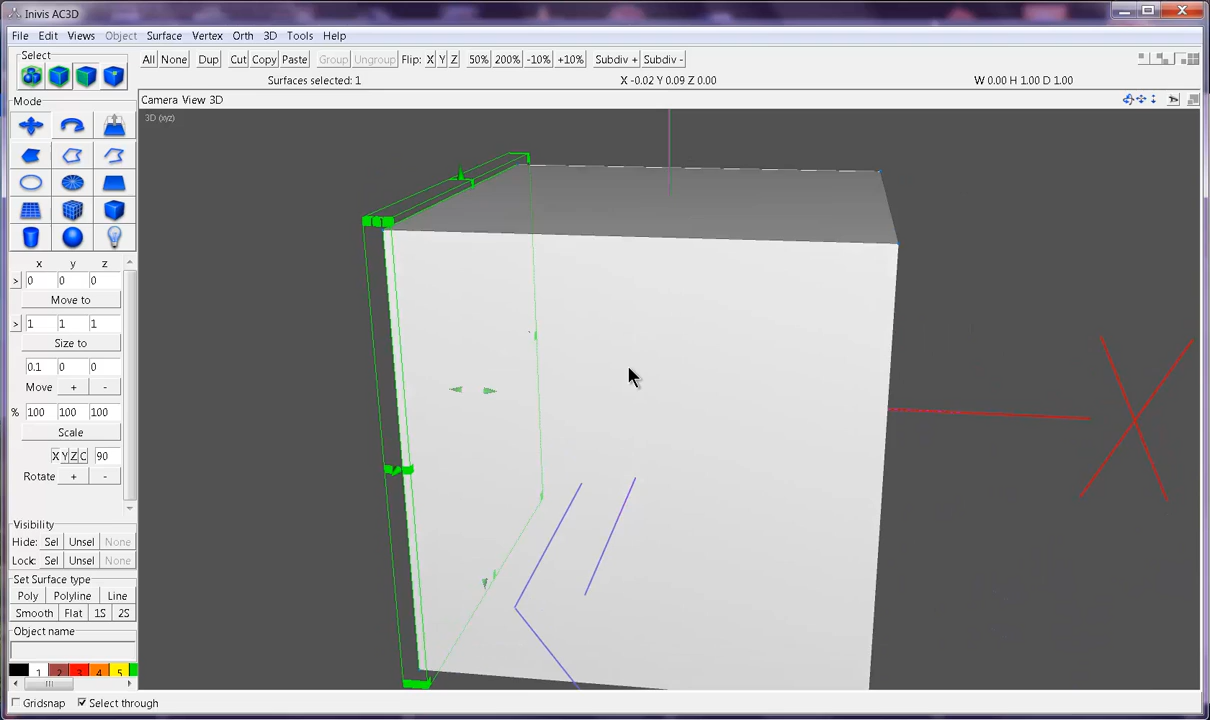 Inivis AC3D
File Edit Views Object Surface Vertex Orth 3D Tools Help
Select
All None Dup Cut Copy Paste Group Ungroup Flip: X Y Z 50% 200% -10% +10% Subdiv + Subdiv -
Surfaces selected: 1 X -0.02 Y 0.09 Z 0.00 W 0.00 H 1.00 D 1.00
Mode
Camera View 3D
3D (xyz)
x y z
> 0 0 0
Move to
> 1 1 1
Size to
0.1 0 0
Move + -
% 100 100 100
Scale
X Y Z C 90
Rotate + -
Visibility
Hide: Sel Unsel None
Lock: Sel Unsel None
Set Surface type
Poly Polyline Line
Smooth Flat 1S 2S
Object name
1 2 3 4 5
Gridsnap Select through